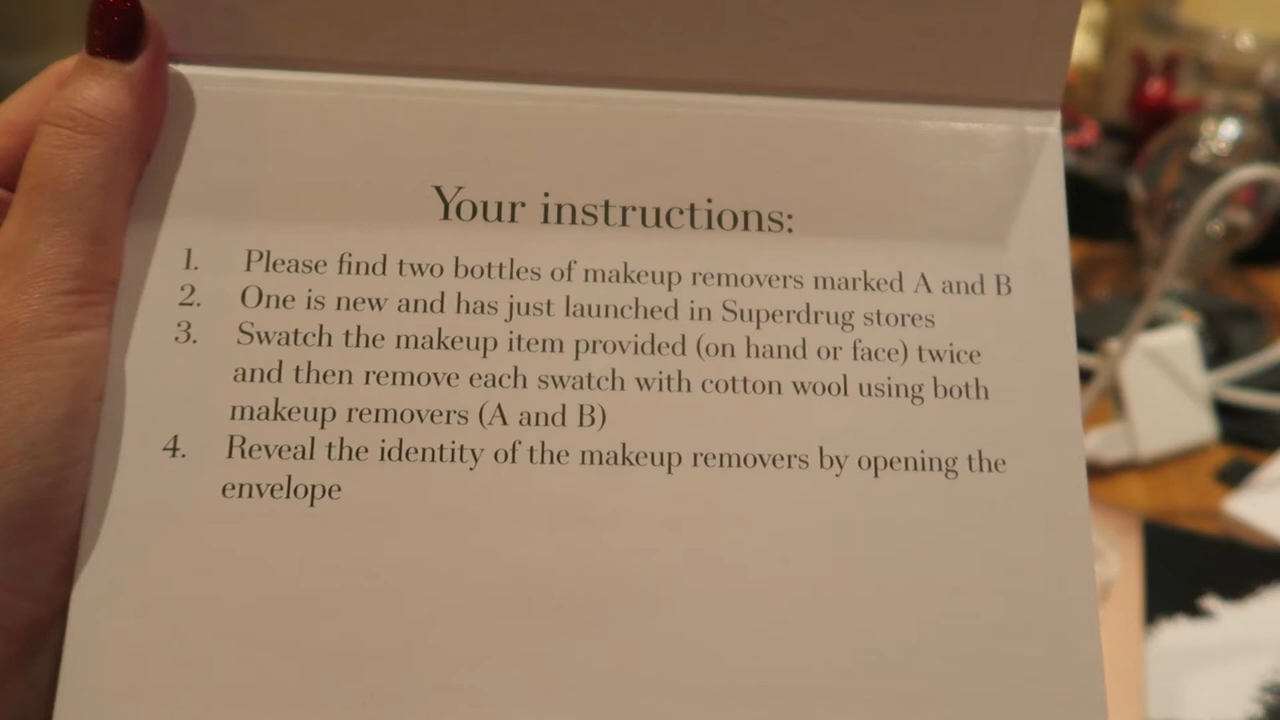 Your instructions:
1. Please find two bottles of makeup removers marked A and B
2. One is new and has just launched in Superdrug stores
3. Swatch the makeup item provided (on hand or face) twice
and then remove each swatch with cotton wool using both
makeup removers (A and B)
4. Reveal the identity of the makeup removers by opening the
envelope